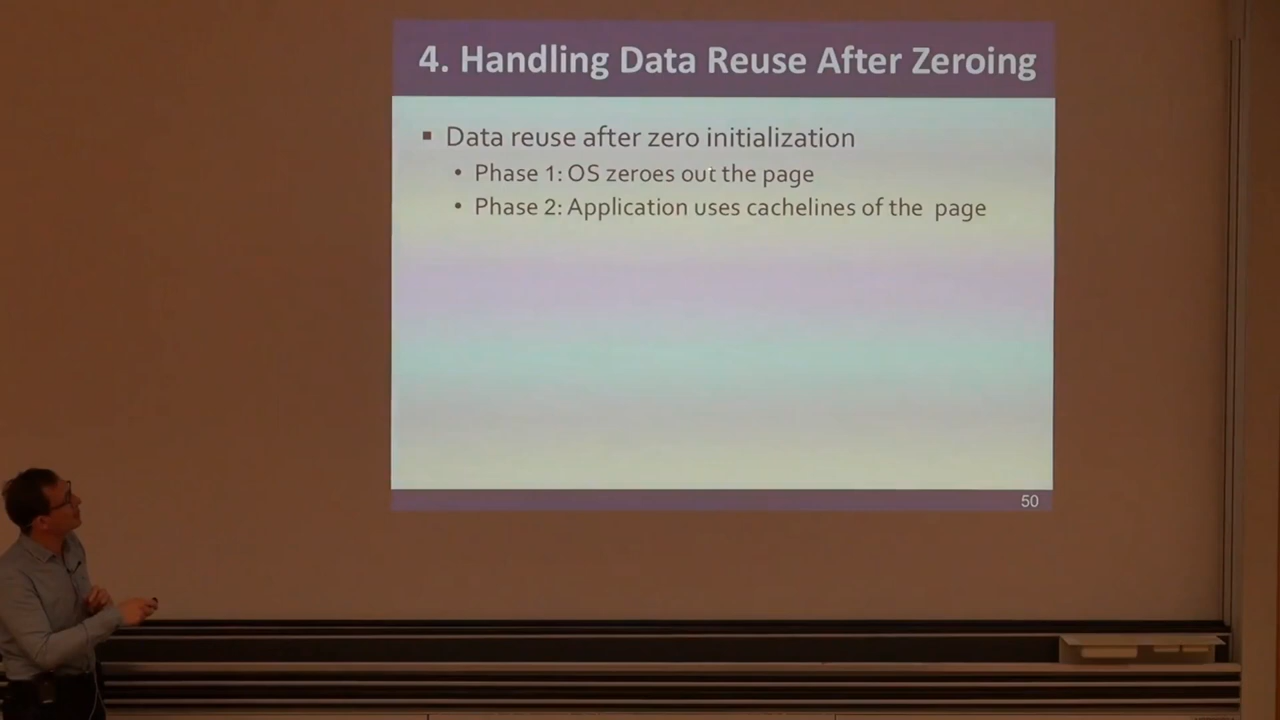 4. Handling Data Reuse After Zeroing
▪ Data reuse after zero initialization
• Phase 1: OS zeroes out the page
• Phase 2: Application uses cachelines of the page
50